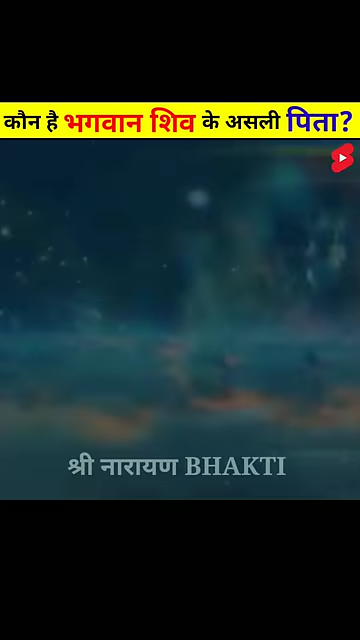 कौन है भगवान शिव के असली पिता?
श्री नारायण BHAKTI